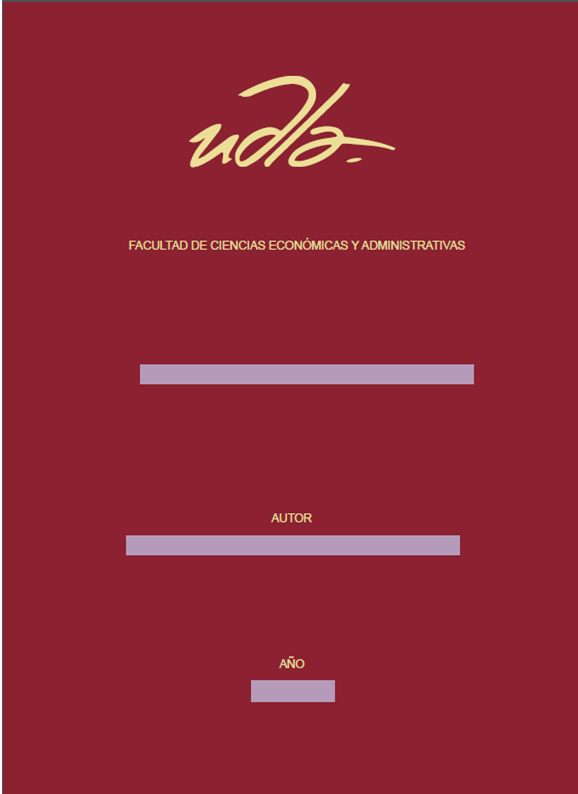 udla.
FACULTAD DE CIENCIAS ECONÓMICAS Y ADMINISTRATIVAS
AUTOR
AÑO